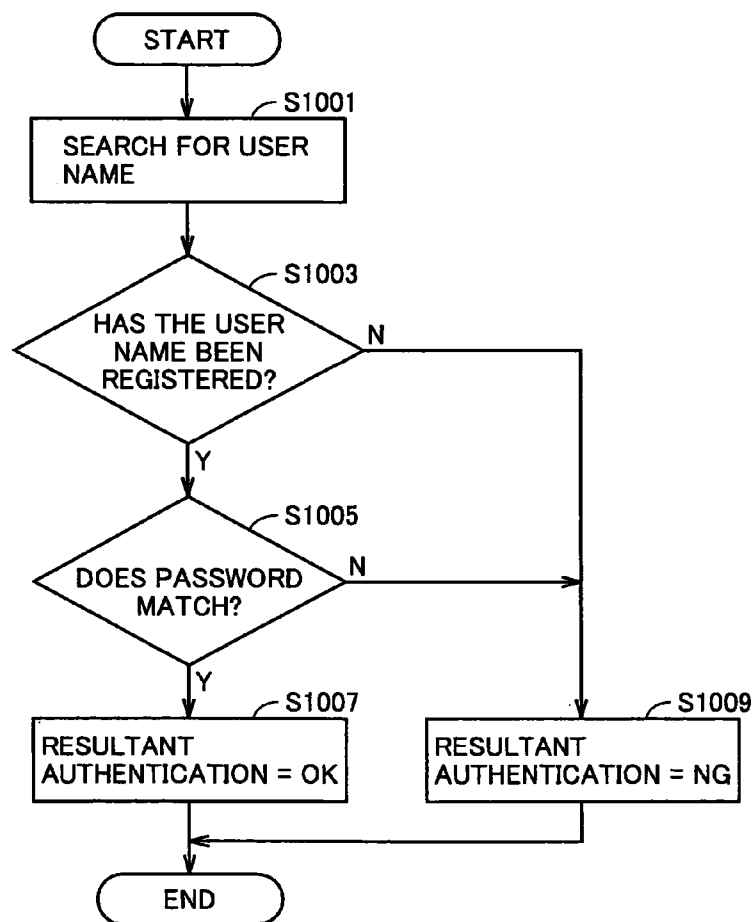 START
S1001
SEARCH FOR USER
NAME
S1003
HAS THE USER
NAME BEEN
REGISTERED?
N
Y
S1005
DOES PASSWORD
MATCH?
N
Y
S1007
RESULTANT
AUTHENTICATION = OK
S1009
RESULTANT
AUTHENTICATION = NG
END